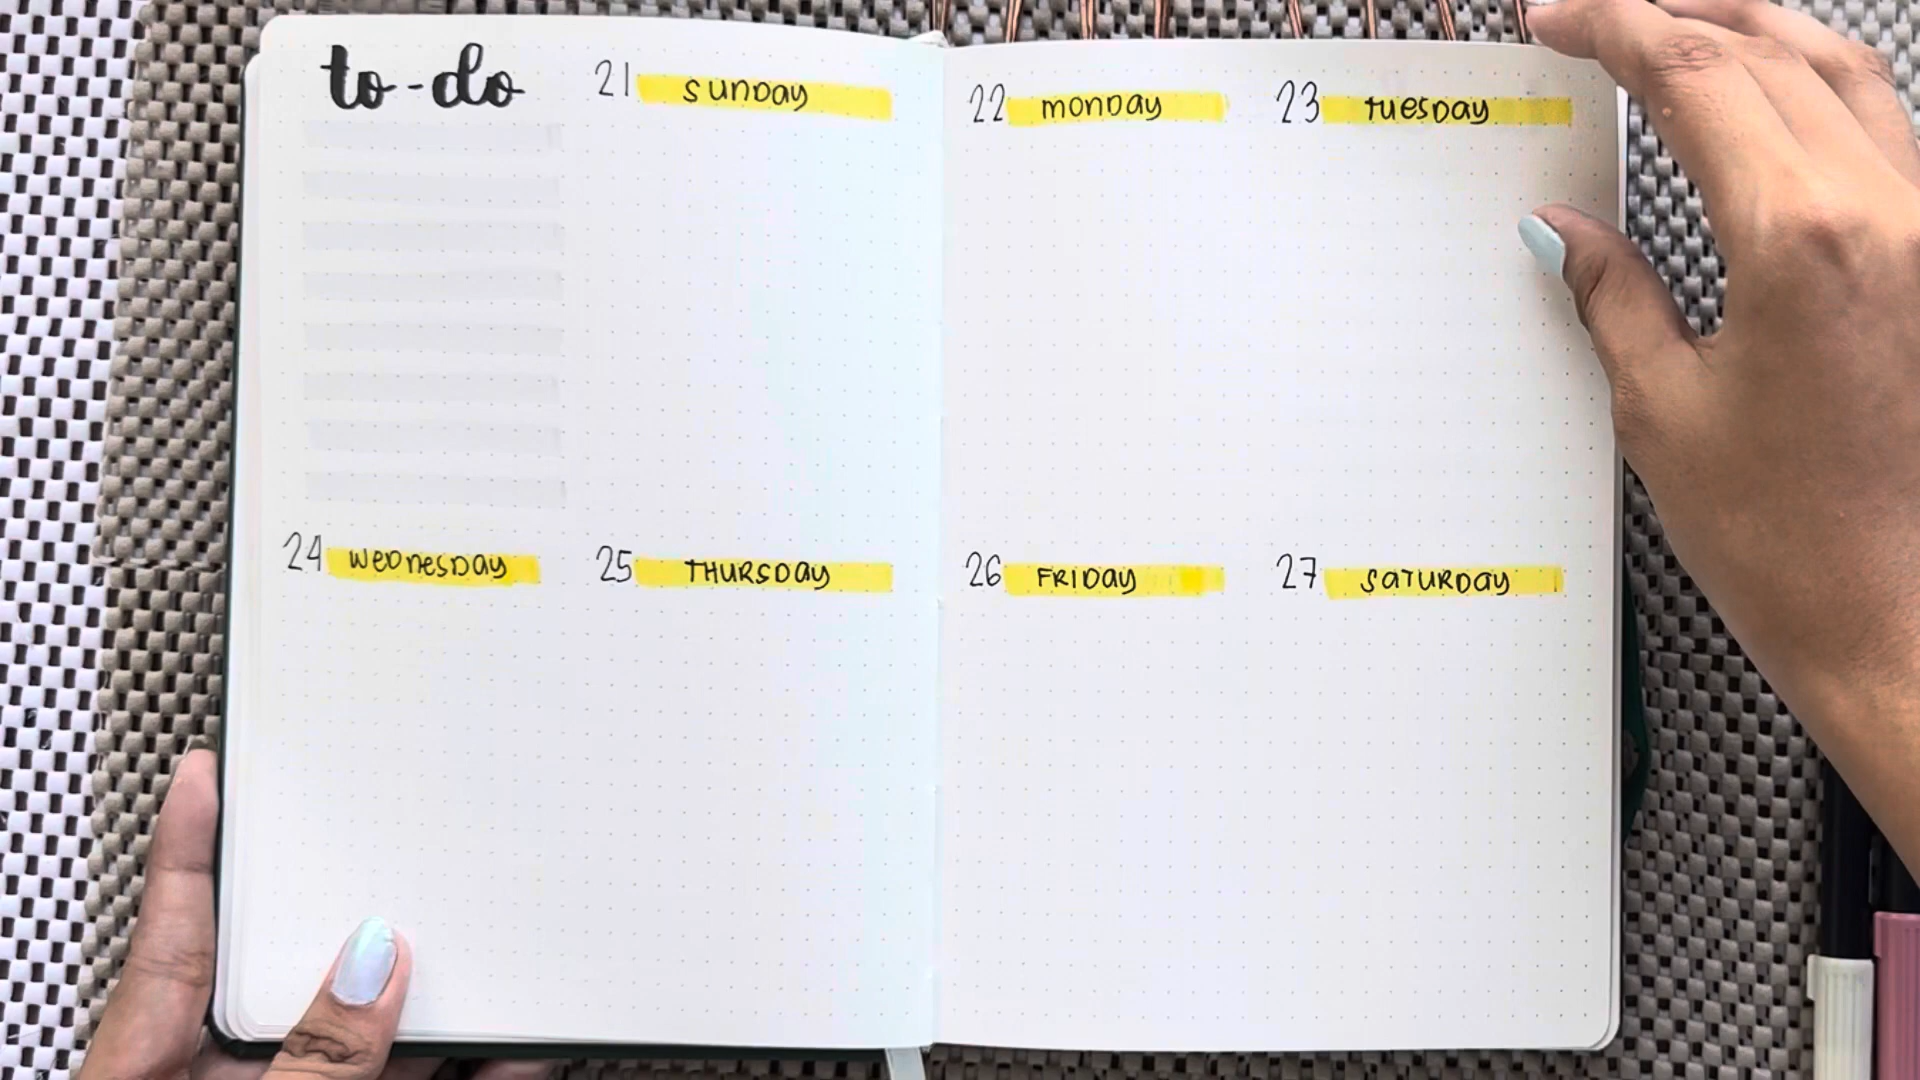 to-do
21 sunday
22 monday
23 Tuesday
24 wednesday
25 THURSDAY
26 FRIDAY
27 saturday